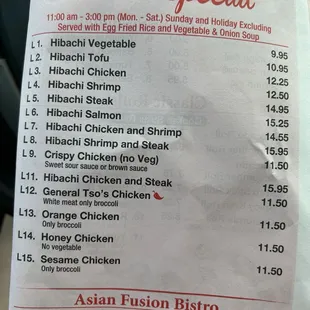 11:00 am - 3:00 pm (Mon. - Sat.) Sunday and Holiday Excluding
Served with Egg Fried Rice and Vegetable & Onion Soup
L1. Hibachi Vegetable 9.95
L2. Hibachi Tofu 10.95
L3. Hibachi Chicken 12.25
L4. Hibachi Shrimp 12.50
L5. Hibachi Steak 14.95
L6. Hibachi Salmon 15.25
L7. Hibachi Chicken and Shrimp 14.55
L8. Hibachi Shrimp and Steak 15.95
L9. Crispy Chicken (no Veg) 11.50
Sweet sour sauce or brown sauce
L11. Hibachi Chicken and Steak 15.95
L12. General Tso's Chicken 11.50
White meat only broccoli
L13. Orange Chicken 11.50
Only broccoli
L14. Honey Chicken 11.50
No vegetable
L15. Sesame Chicken 11.50
Only broccoli
Asian Fusion Bistro